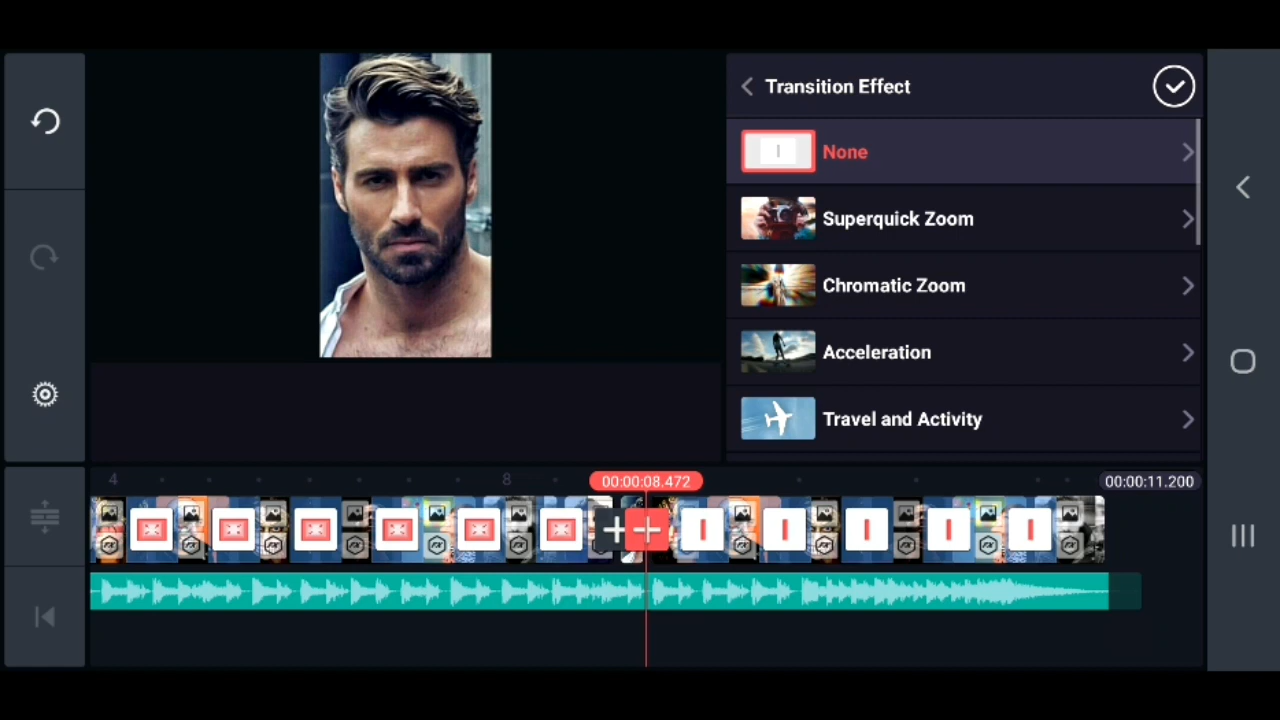 Transition Effect
None
Superquick Zoom
Chromatic Zoom
Acceleration
Travel and Activity
4
8
00:00:08.472
00:00:11.200